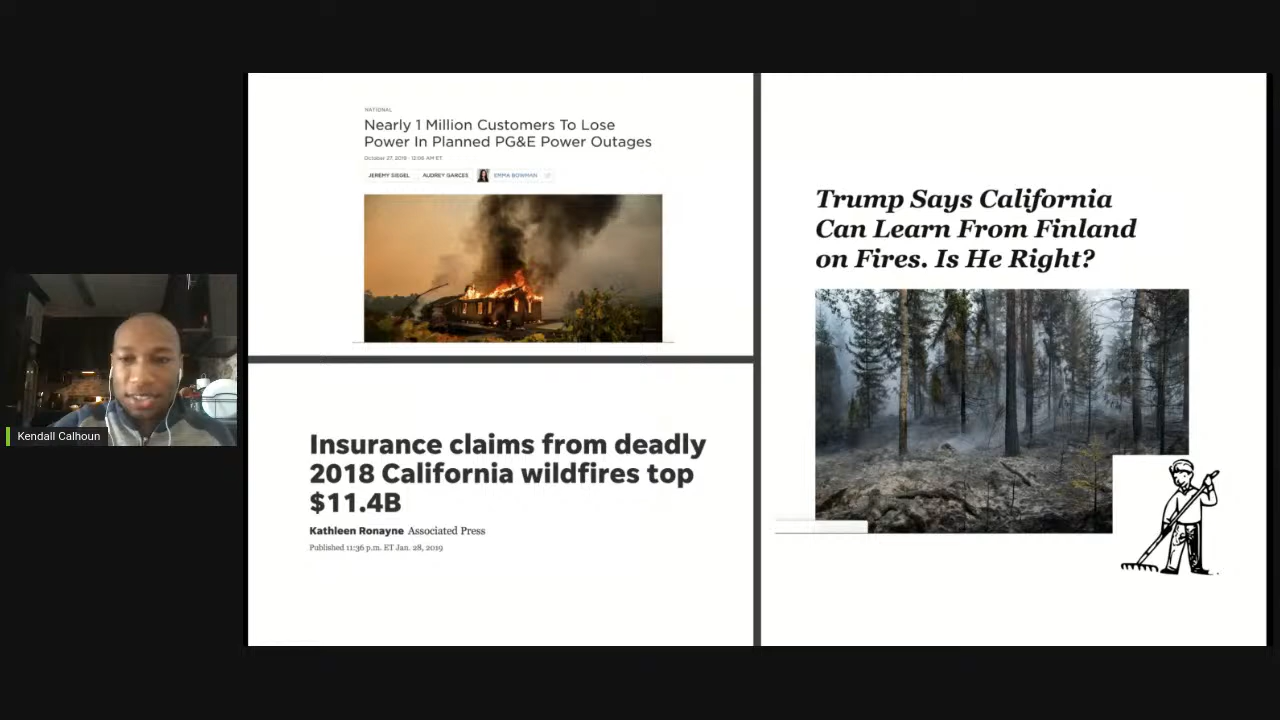 Kendall Calhoun
NATIONAL
Nearly 1 Million Customers To Lose
Power In Planned PG&E Power Outages
October 27, 2019 · 12:06 AM ET
JEREMY SIEGEL AUDREY GARCES EMMA BOWMAN
Insurance claims from deadly
2018 California wildfires top
$11.4B
Kathleen Ronayne Associated Press
Published 11:36 p.m. ET Jan. 28, 2019
Trump Says California
Can Learn From Finland
on Fires. Is He Right?